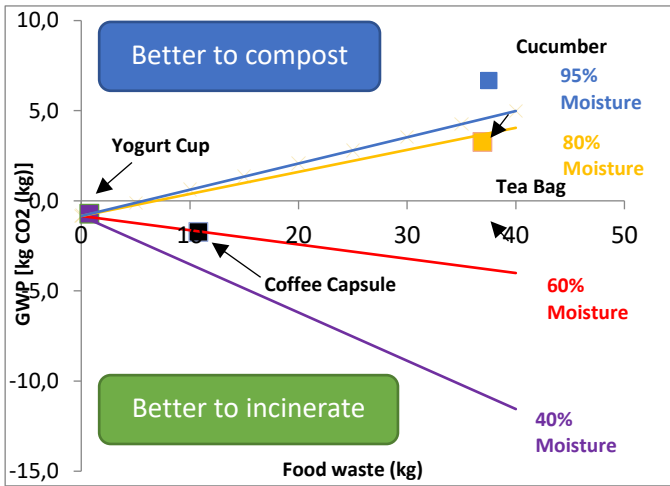 10,0
5,0
0,0
-5,0
-10,0
-15,0
GWP [kg CO2 (kg)]
0
10
20
30
40
50
Food waste (kg)
Better to compost
Better to incinerate
Yogurt Cup
Coffee Capsule
Cucumber
Tea Bag
95%
Moisture
80%
Moisture
60%
Moisture
40%
Moisture